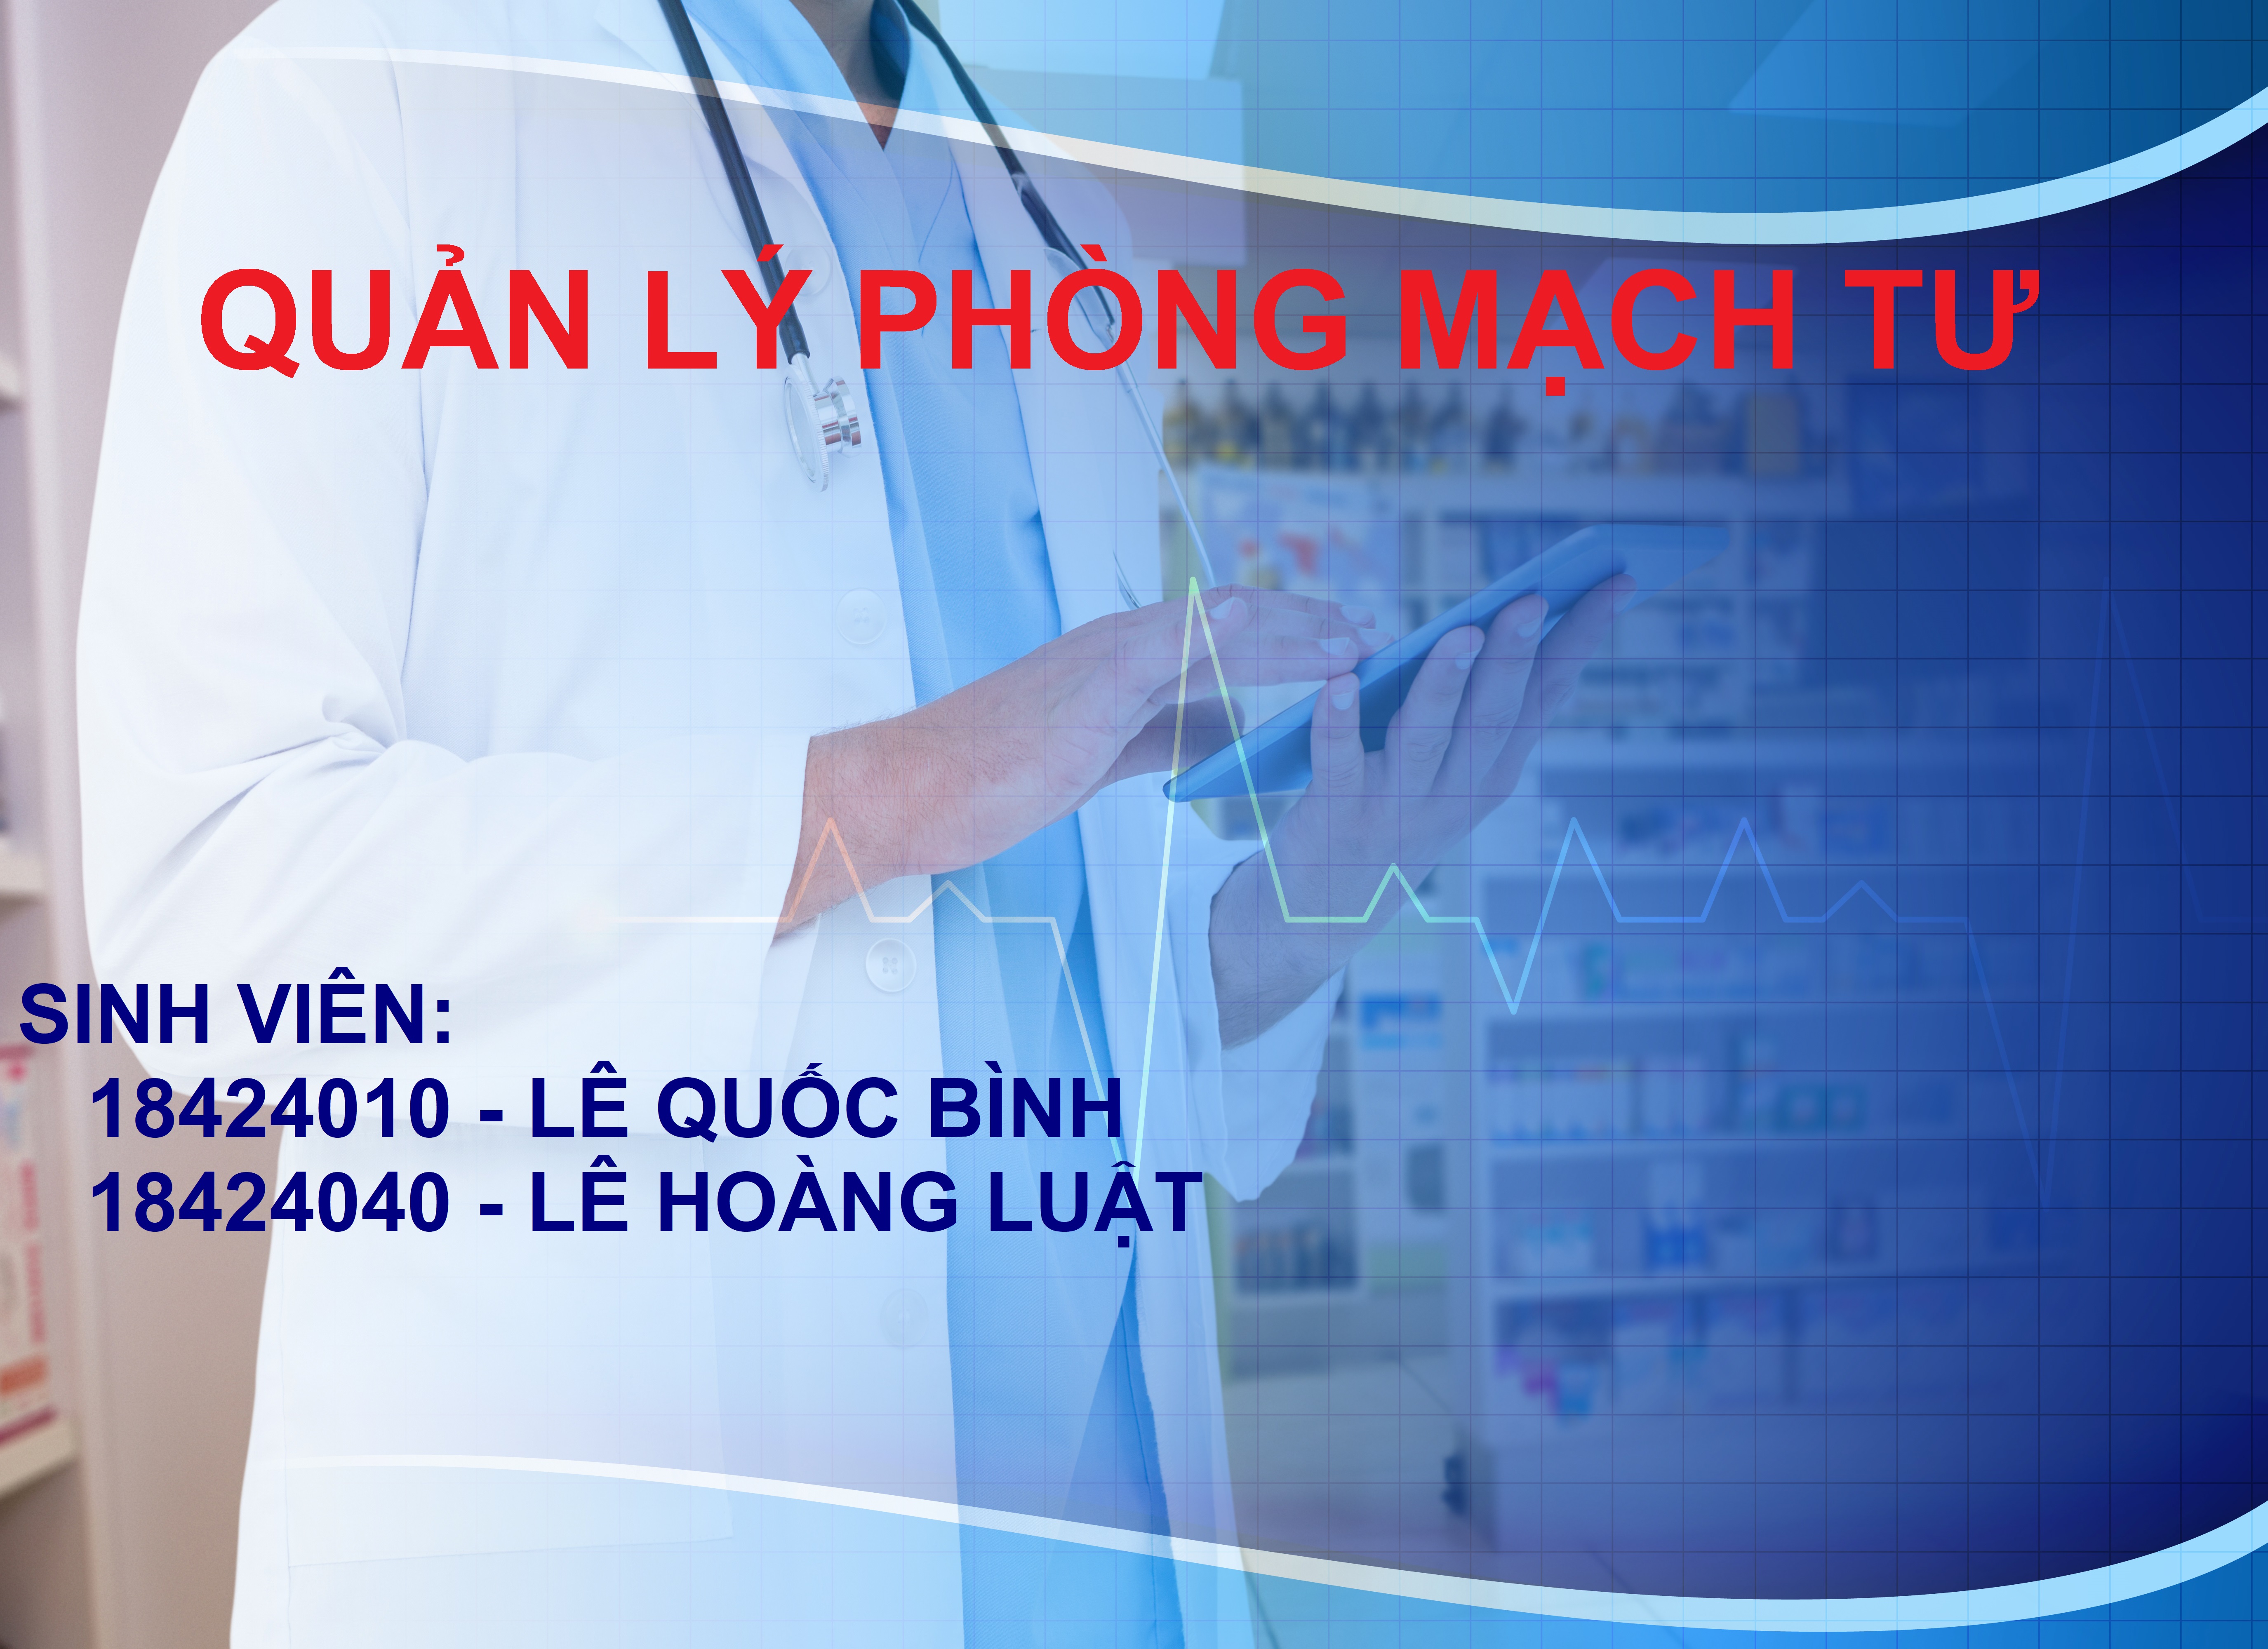 QUẢN LÝ PHÒNG MẠCH TƯ
SINH VIÊN:
18424010 - LÊ QUỐC BÌNH
18424040 - LÊ HOÀNG LUẬT